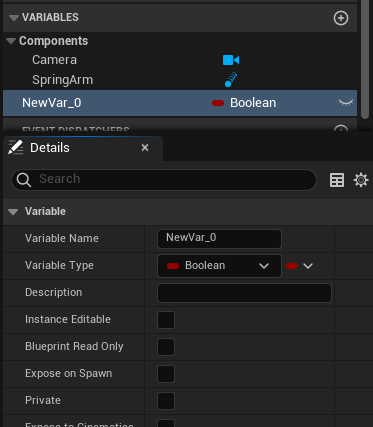 VARIABLES
Components
Camera
SpringArm
NewVar_0 Boolean
EVENT DISPATCHERS
Details
Search
Variable
Variable Name NewVar_0
Variable Type Boolean
Description
Instance Editable
Blueprint Read Only
Expose on Spawn
Private
Expose to Cinematics